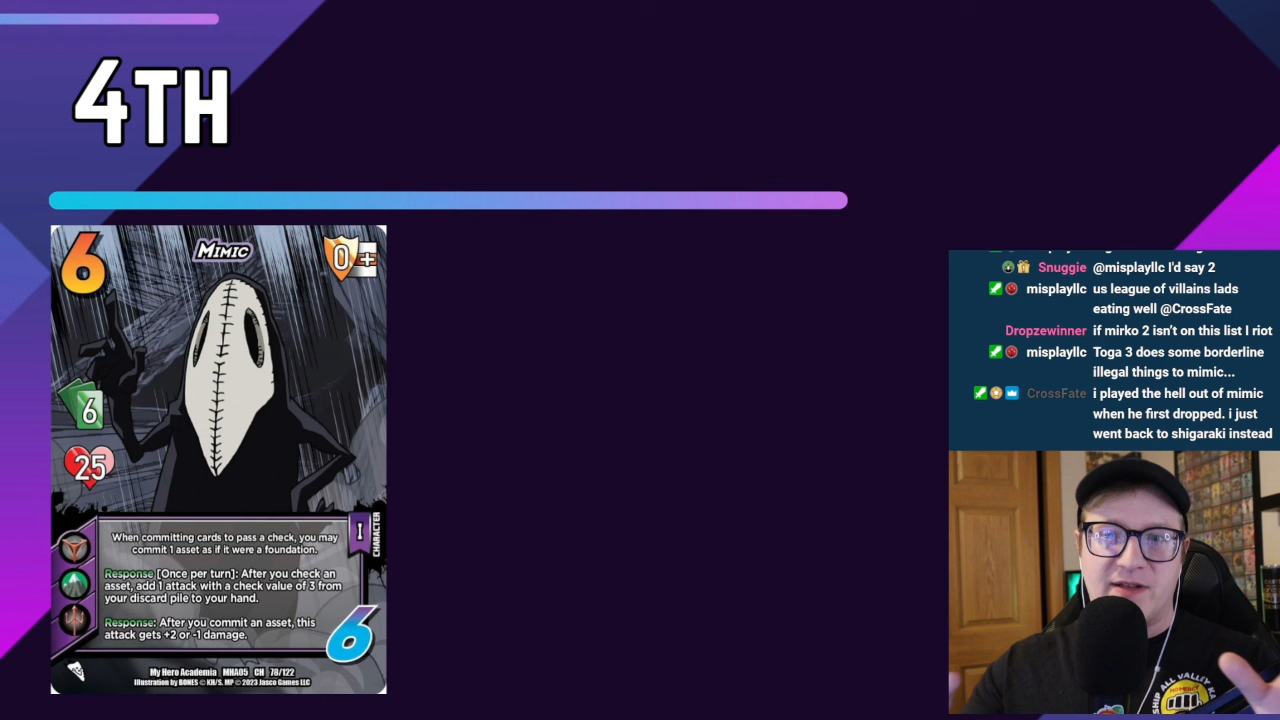 4TH
6
MIMIC
0 +
6
25
I
CHARACTER
When committing cards to pass a check, you may
commit 1 asset as if it were a foundation.
Response [Once per turn]: After you check an
asset, add 1 attack with a check value of 3 from
your discard pile to your hand.
Response: After you commit an asset, this
attack gets +2 or -1 damage.
6
My Hero Academia MHA05 CH 78/122
Illustration by BONES © KH/S, MP © 2023 Jasco Games LLC
Snuggie @misplayllc I'd say 2
misplayllc us league of villains lads
eating well @CrossFate
Dropzewinner if mirko 2 isn't on this list I riot
misplayllc Toga 3 does some borderline
illegal things to mimic...
CrossFate i played the hell out of mimic
when he first dropped. i just
went back to shigaraki instead
ALL VALLEY
NO MERCY